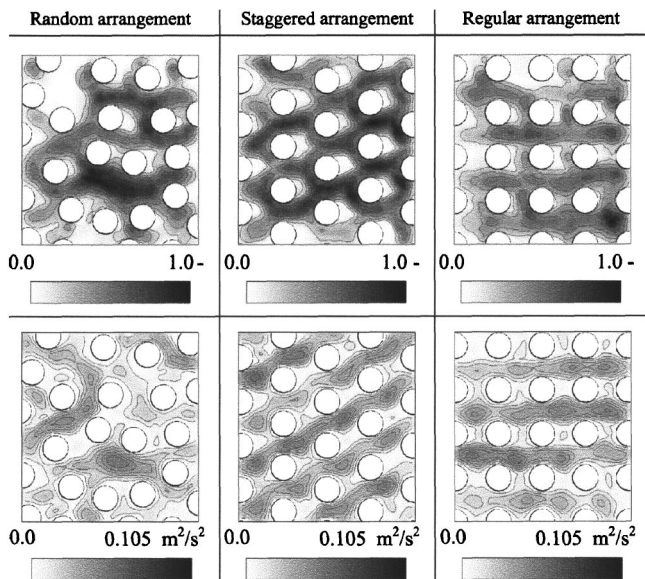 Random arrangement Staggered arrangement Regular arrangement
0.0 1.0 - 0.0 1.0 - 0.0 1.0 -
0.0 0.105 m²/s² 0.0 0.105 m²/s² 0.0 0.105 m²/s²